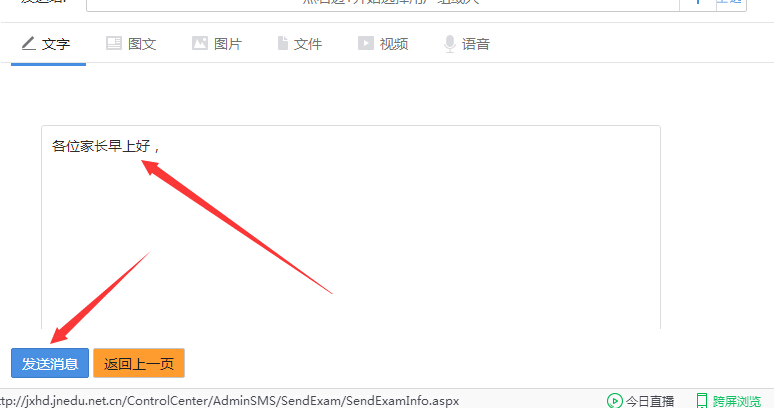 文字 图文 图片 文件 视频 语音
各位家长早上好，
发送消息 返回上一页
ttp://jxhd.jnedu.net.cn/ControlCenter/AdminSMS/SendExam/SendExamInfo.aspx 今日直播 跨屏浏览